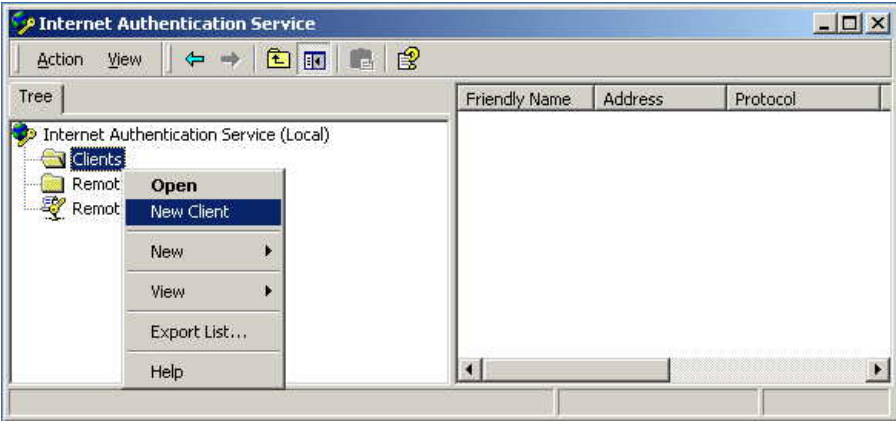 Internet Authentication Service
Action View
Tree
Friendly Name Address Protocol
Internet Authentication Service (Local)
Clients
Remot
Remot
Open
New Client
New
View
Export List...
Help